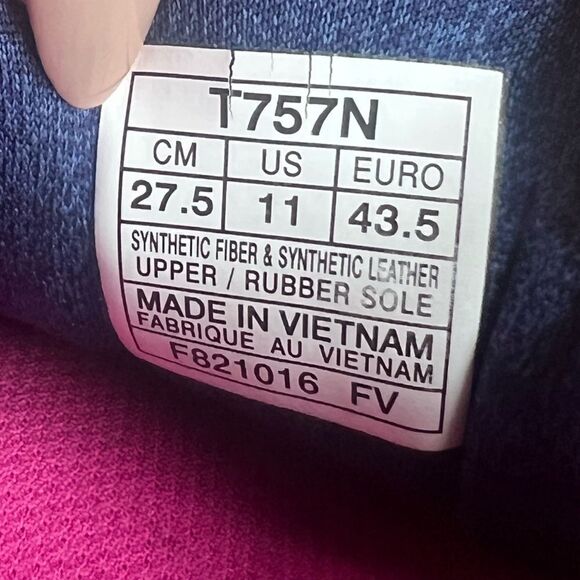 T757N
CM US EURO
27.5 11 43.5
SYNTHETIC FIBER & SYNTHETIC LEATHER
UPPER / RUBBER SOLE
MADE IN VIETNAM
FABRIQUE AU VIETNAM
F821016 FV